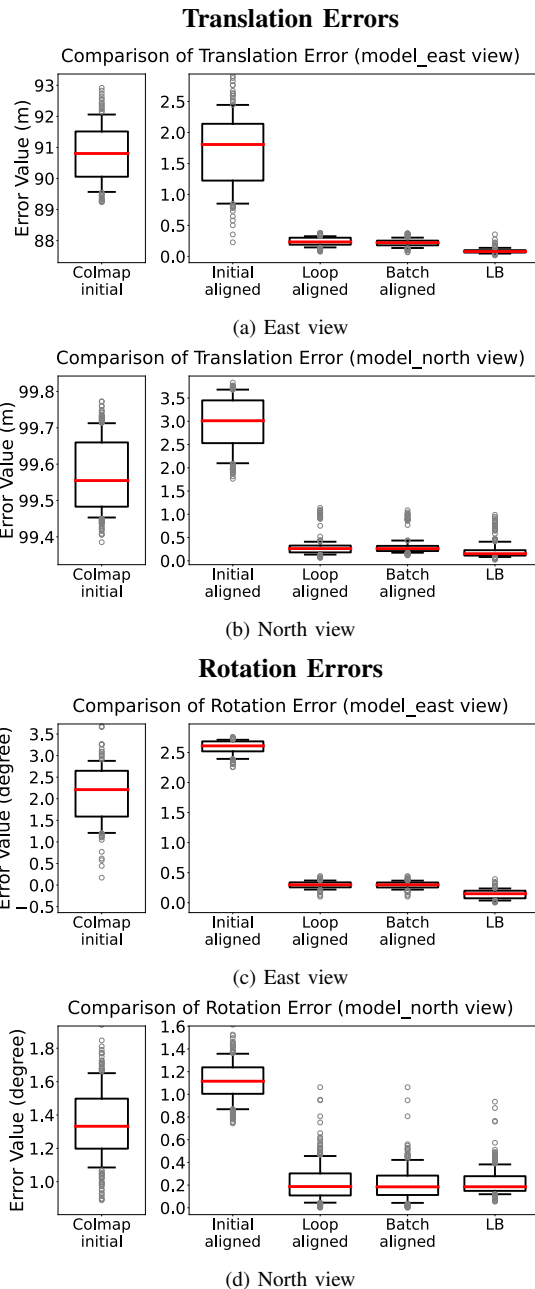 Translation Errors
Comparison of Translation Error (model_east view)
Error Value (m)
93
92
91
90
89
88
2.5
2.0
1.5
1.0
0.5
0.0
Colmap initial
Initial aligned
Loop aligned
Batch aligned
LB
(a) East view
Comparison of Translation Error (model_north view)
Error Value (m)
99.8
99.7
99.6
99.5
99.4
3.5
3.0
2.5
2.0
1.5
1.0
0.5
0.0
Colmap initial
Initial aligned
Loop aligned
Batch aligned
LB
(b) North view
Rotation Errors
Comparison of Rotation Error (model_east view)
Error Value (degree)
3.5
3.0
2.5
2.0
1.5
1.0
0.5
0.0
−0.5
2.5
2.0
1.5
1.0
0.5
0.0
Colmap initial
Initial aligned
Loop aligned
Batch aligned
LB
(c) East view
Comparison of Rotation Error (model_north view)
Error Value (degree)
1.8
1.6
1.4
1.2
1.0
1.6
1.4
1.2
1.0
0.8
0.6
0.4
0.2
0.0
Colmap initial
Initial aligned
Loop aligned
Batch aligned
LB
(d) North view